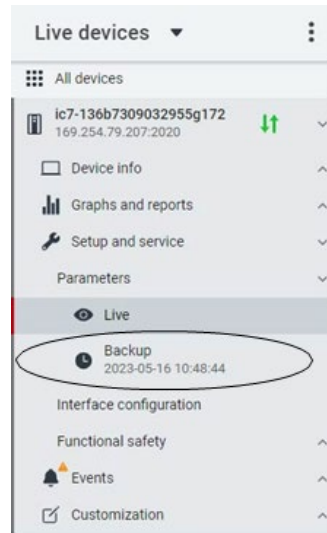 Live devices
All devices
ic7-136b7309032955g172
169.254.79.207:2020
Device info
Graphs and reports
Setup and service
Parameters
Live
Backup
2023-05-16 10:48:44
Interface configuration
Functional safety
Events
Customization